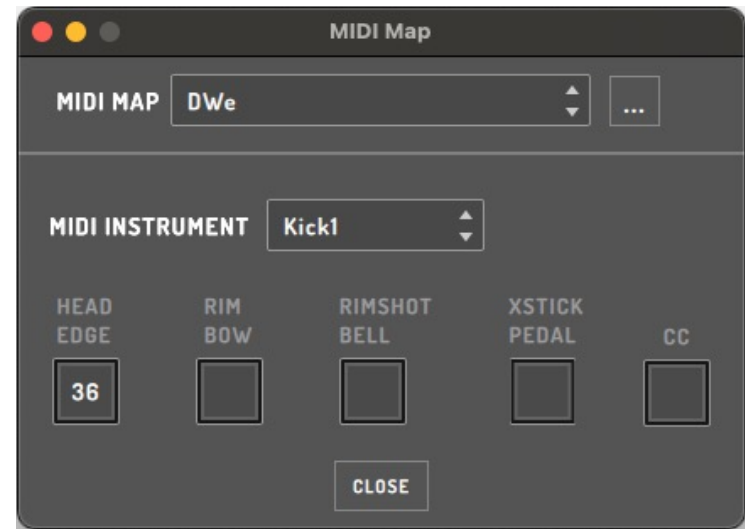 MIDI Map
MIDI MAP DWe ...
MIDI INSTRUMENT Kick1
HEAD RIM RIMSHOT XSTICK
EDGE BOW BELL PEDAL CC
36
CLOSE